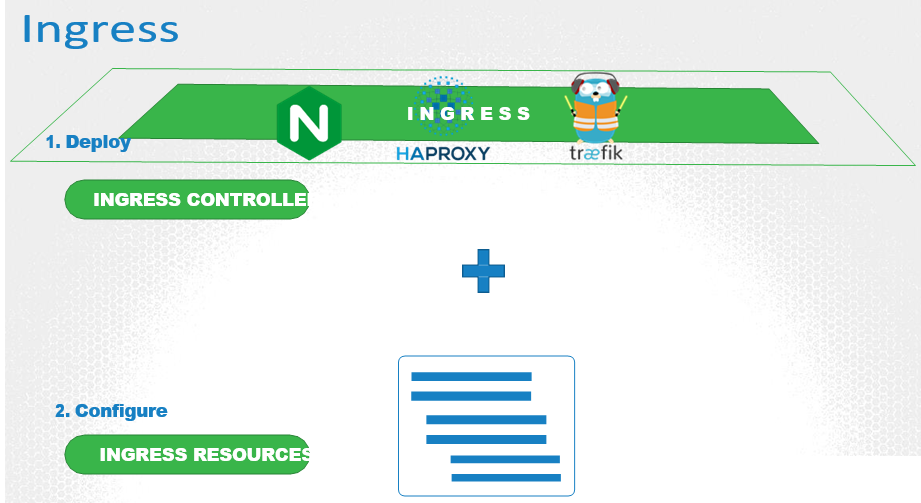 Ingress
N
INGRESS
1. Deploy
HAPROXY
træfik
INGRESS CONTROLLE
2. Configure
INGRESS RESOURCES